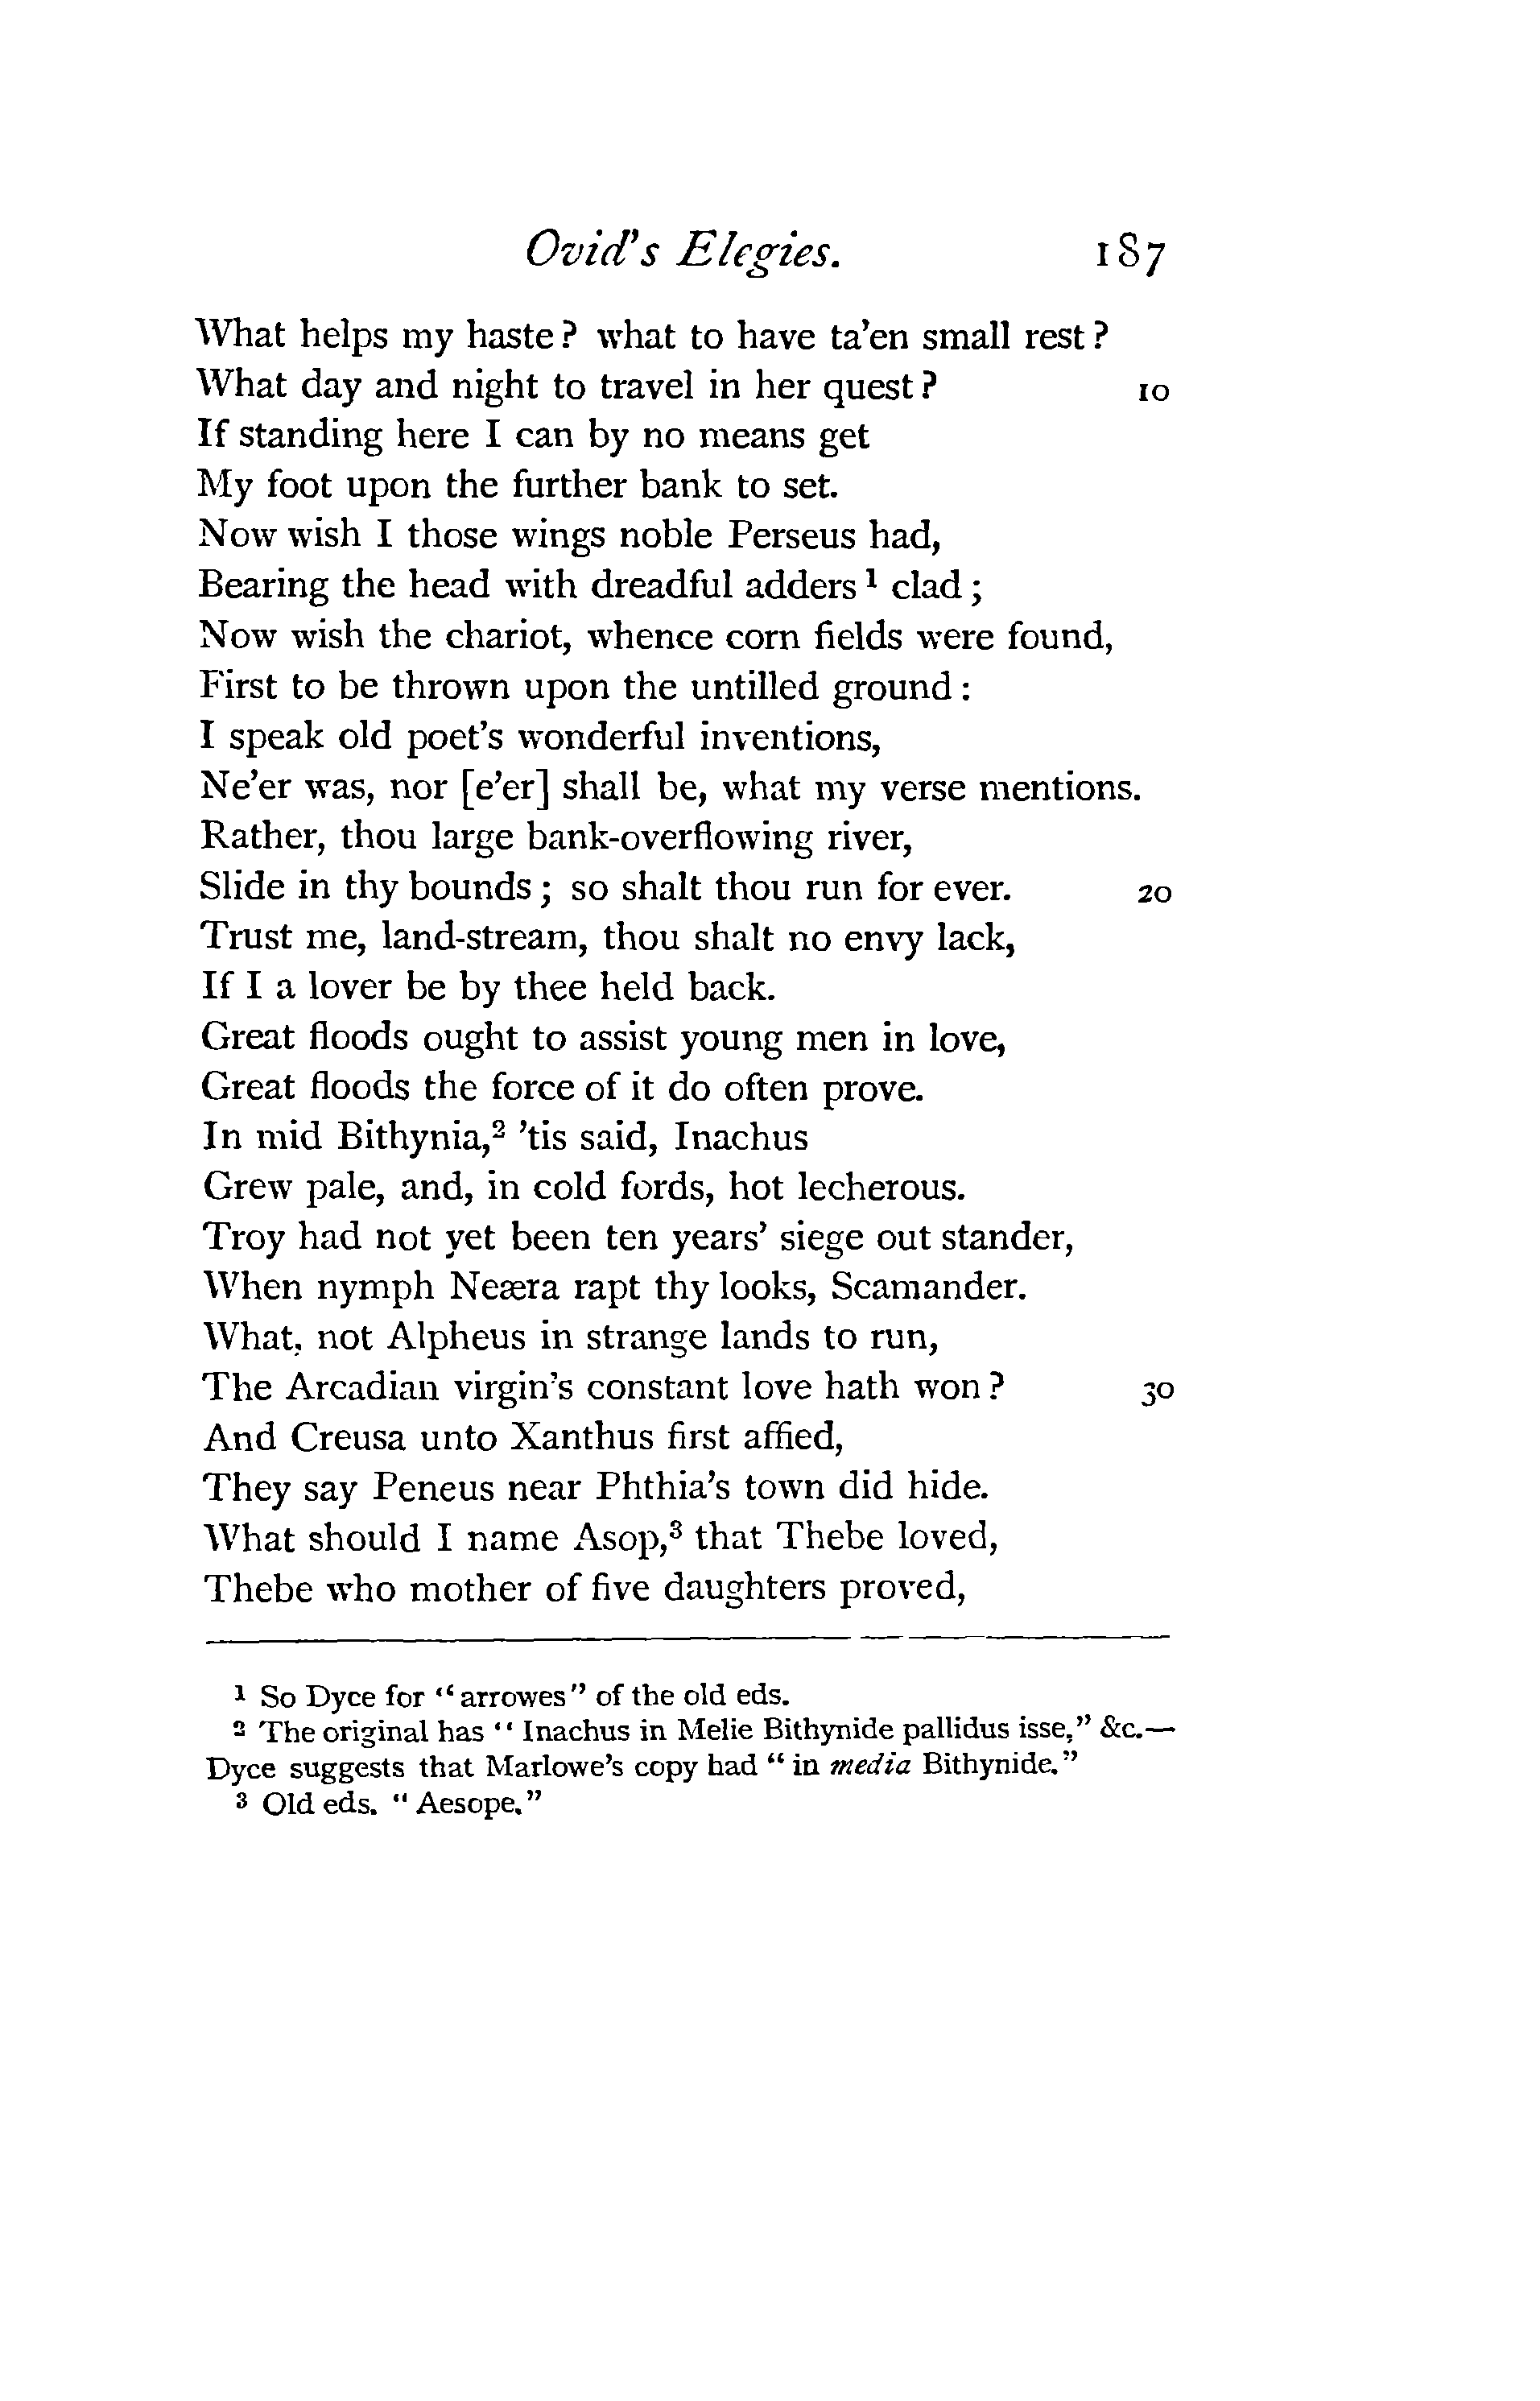 Ovid's Elegies. 187
What helps my haste? what to have ta'en small rest?
What day and night to travel in her quest? 10
If standing here I can by no means get
My foot upon the further bank to set.
Now wish I those wings noble Perseus had,
Bearing the head with dreadful adders ¹ clad;
Now wish the chariot, whence corn fields were found,
First to be thrown upon the untilled ground:
I speak old poet's wonderful inventions,
Ne'er was, nor [e'er] shall be, what my verse mentions.
Rather, thou large bank-overflowing river,
Slide in thy bounds; so shalt thou run for ever. 20
Trust me, land-stream, thou shalt no envy lack,
If I a lover be by thee held back.
Great floods ought to assist young men in love,
Great floods the force of it do often prove.
In mid Bithynia,² 'tis said, Inachus
Grew pale, and, in cold fords, hot lecherous.
Troy had not yet been ten years' siege out stander,
When nymph Neæra rapt thy looks, Scamander.
What, not Alpheus in strange lands to run,
The Arcadian virgin's constant love hath won? 30
And Creusa unto Xanthus first affied,
They say Peneus near Phthia's town did hide.
What should I name Asop,³ that Thebe loved,
Thebe who mother of five daughters proved,
¹ So Dyce for "arrowes" of the old eds.
² The original has "Inachus in Melie Bithynide pallidus isse," &c.—
Dyce suggests that Marlowe's copy had "in media Bithynide."
³ Old eds. "Aesope."